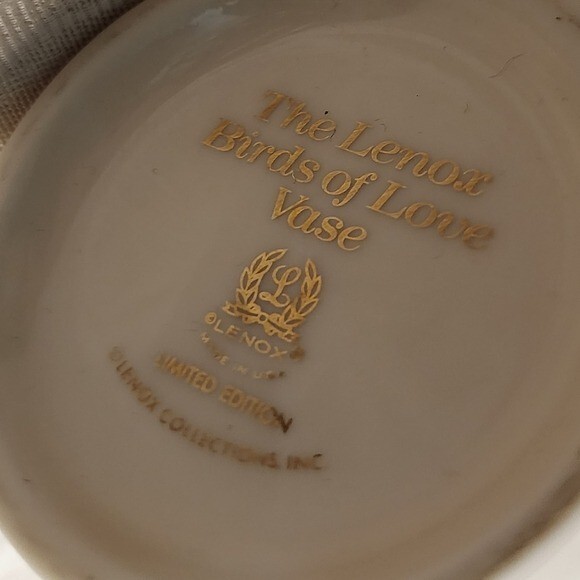 The Lenox
Birds of Love
Vase
L
©LENOX®
MADE IN USA
LIMITED EDITION
©LENOX COLLECTIONS, INC